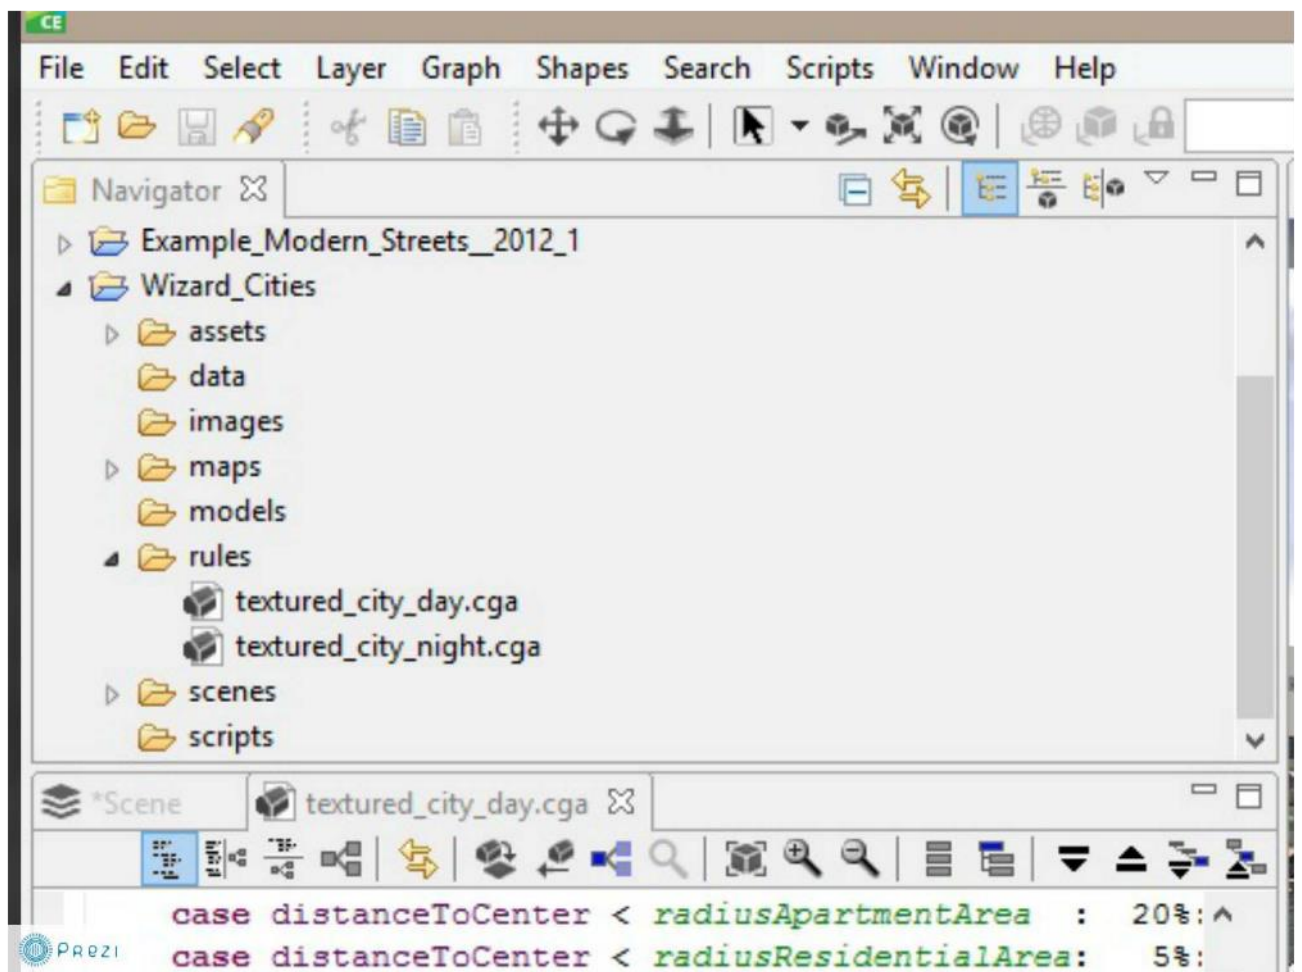 CE
File Edit Select Layer Graph Shapes Search Scripts Window Help
Navigator
Example_Modern_Streets__2012_1
Wizard_Cities
assets
data
images
maps
models
rules
textured_city_day.cga
textured_city_night.cga
scenes
scripts
*Scene textured_city_day.cga
case distanceToCenter < radiusApartmentArea : 20%:
case distanceToCenter < radiusResidentialArea: 5%:
Prezi